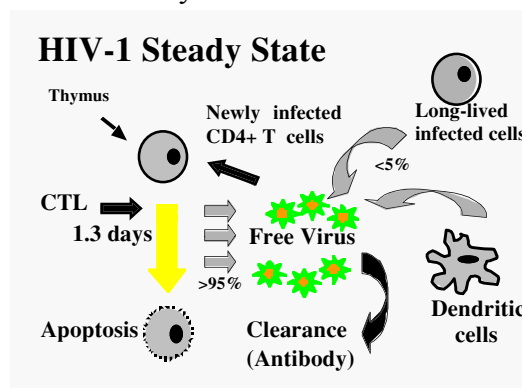 HIV-1 Steady State
Thymus
Newly infected
CD4+ T cells
Long-lived
infected cells
<5%
CTL
1.3 days
Free Virus
>95%
Apoptosis
Clearance
(Antibody)
Dendritic
cells